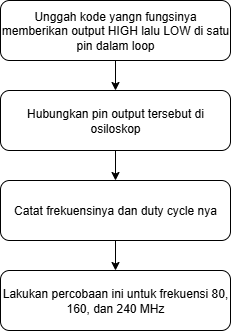 Unggah kode yangn fungsinya
memberikan output HIGH lalu LOW di satu
pin dalam loop
Hubungkan pin output tersebut di
osiloskop
Catat frekuensinya dan duty cycle nya
Lakukan percobaan ini untuk frekuensi 80,
160, dan 240 MHz